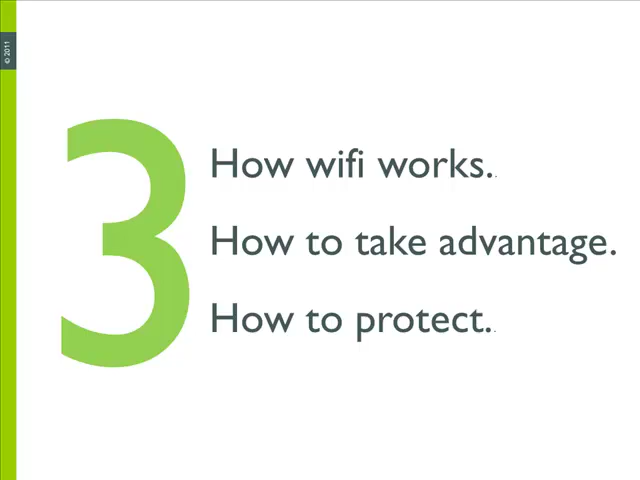 © 2011
3
How wifi works.
How to take advantage.
How to protect.